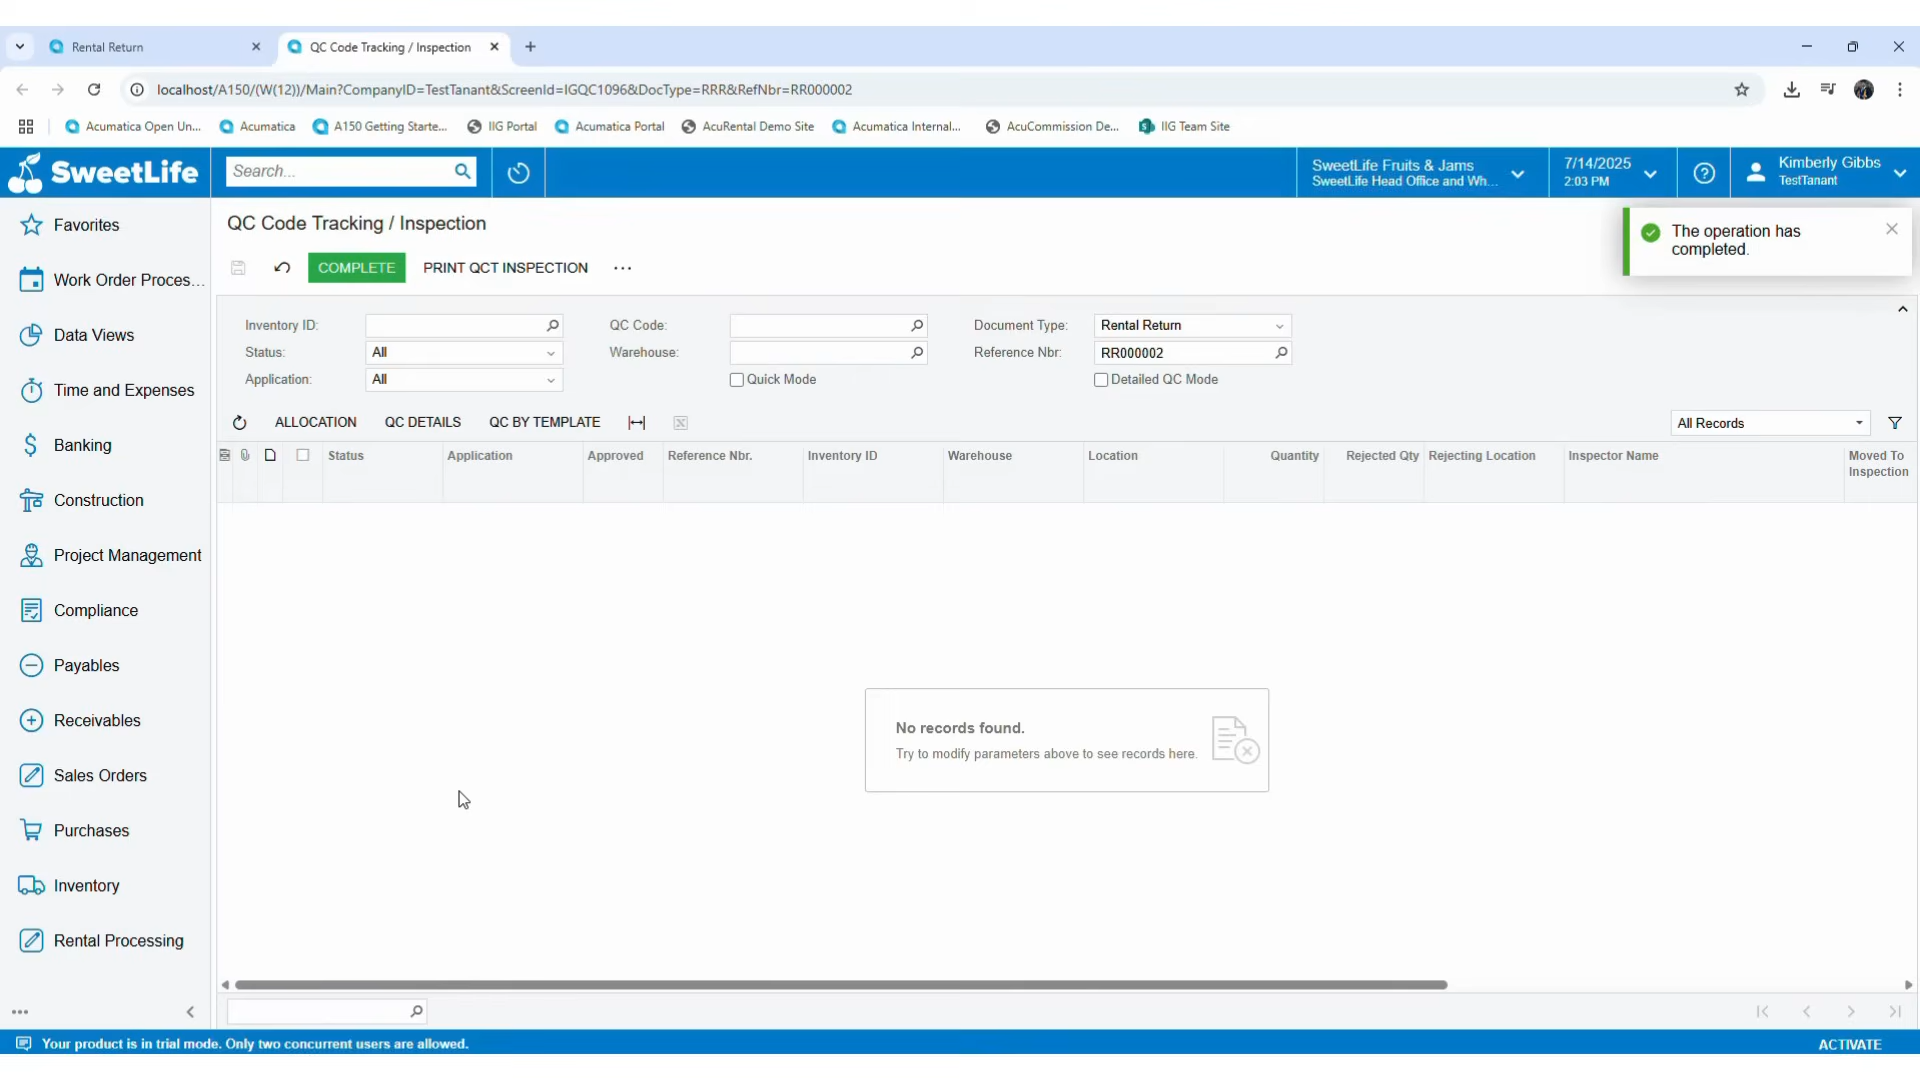 Rental Return
QC Code Tracking / Inspection
localhost/A150/(W(12))/Main?CompanyID=TestTanant&ScreenId=IGQC1096&DocType=RRR&RefNbr=RR000002
Acumatica Open Un...
Acumatica
A150 Getting Starte...
IIG Portal
Acumatica Portal
AcuRental Demo Site
Acumatica Internal...
AcuCommission De...
IIG Team Site
SweetLife
Search...
SweetLife Fruits & Jams
SweetLife Head Office and Wh...
7/14/2025
2:03 PM
Kimberly Gibbs
TestTanant
Favorites
Work Order Proces...
Data Views
Time and Expenses
Banking
Construction
Project Management
Compliance
Payables
Receivables
Sales Orders
Purchases
Inventory
Rental Processing
QC Code Tracking / Inspection
The operation has
completed.
COMPLETE PRINT QCT INSPECTION
Inventory ID: QC Code: Document Type: Rental Return
Status: All Warehouse: Reference Nbr: RR000002
Application: All Quick Mode Detailed QC Mode
ALLOCATION QC DETAILS QC BY TEMPLATE All Records
Status Application Approved Reference Nbr. Inventory ID Warehouse Location Quantity Rejected Qty Rejecting Location Inspector Name Moved To
Inspection
No records found.
Try to modify parameters above to see records here.
Your product is in trial mode. Only two concurrent users are allowed. ACTIVATE